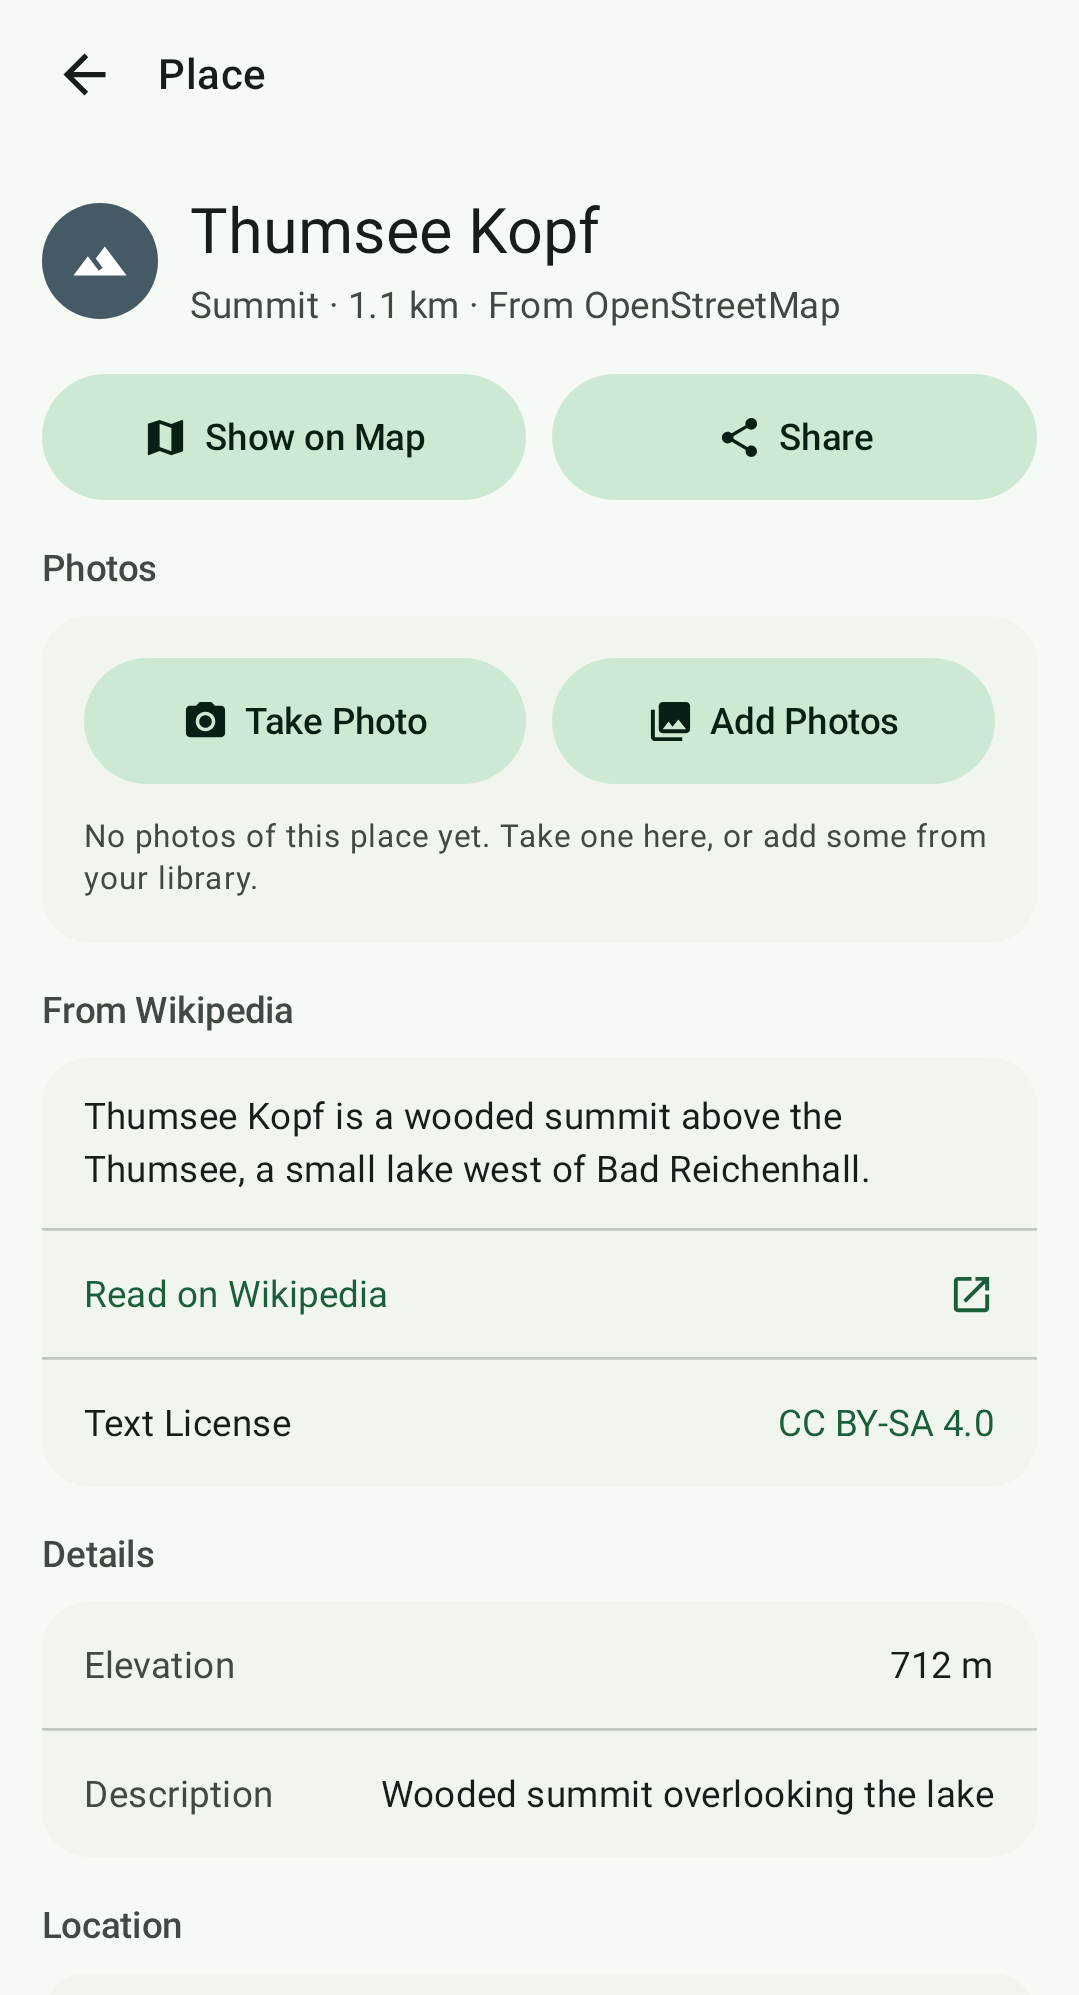 Place
Thumsee Kopf
Summit · 1.1 km · From OpenStreetMap
Show on Map
Share
Photos
Take Photo
Add Photos
No photos of this place yet. Take one here, or add some from
your library.
From Wikipedia
Thumsee Kopf is a wooded summit above the
Thumsee, a small lake west of Bad Reichenhall.
Read on Wikipedia
Text License
CC BY-SA 4.0
Details
Elevation
712 m
Description
Wooded summit overlooking the lake
Location